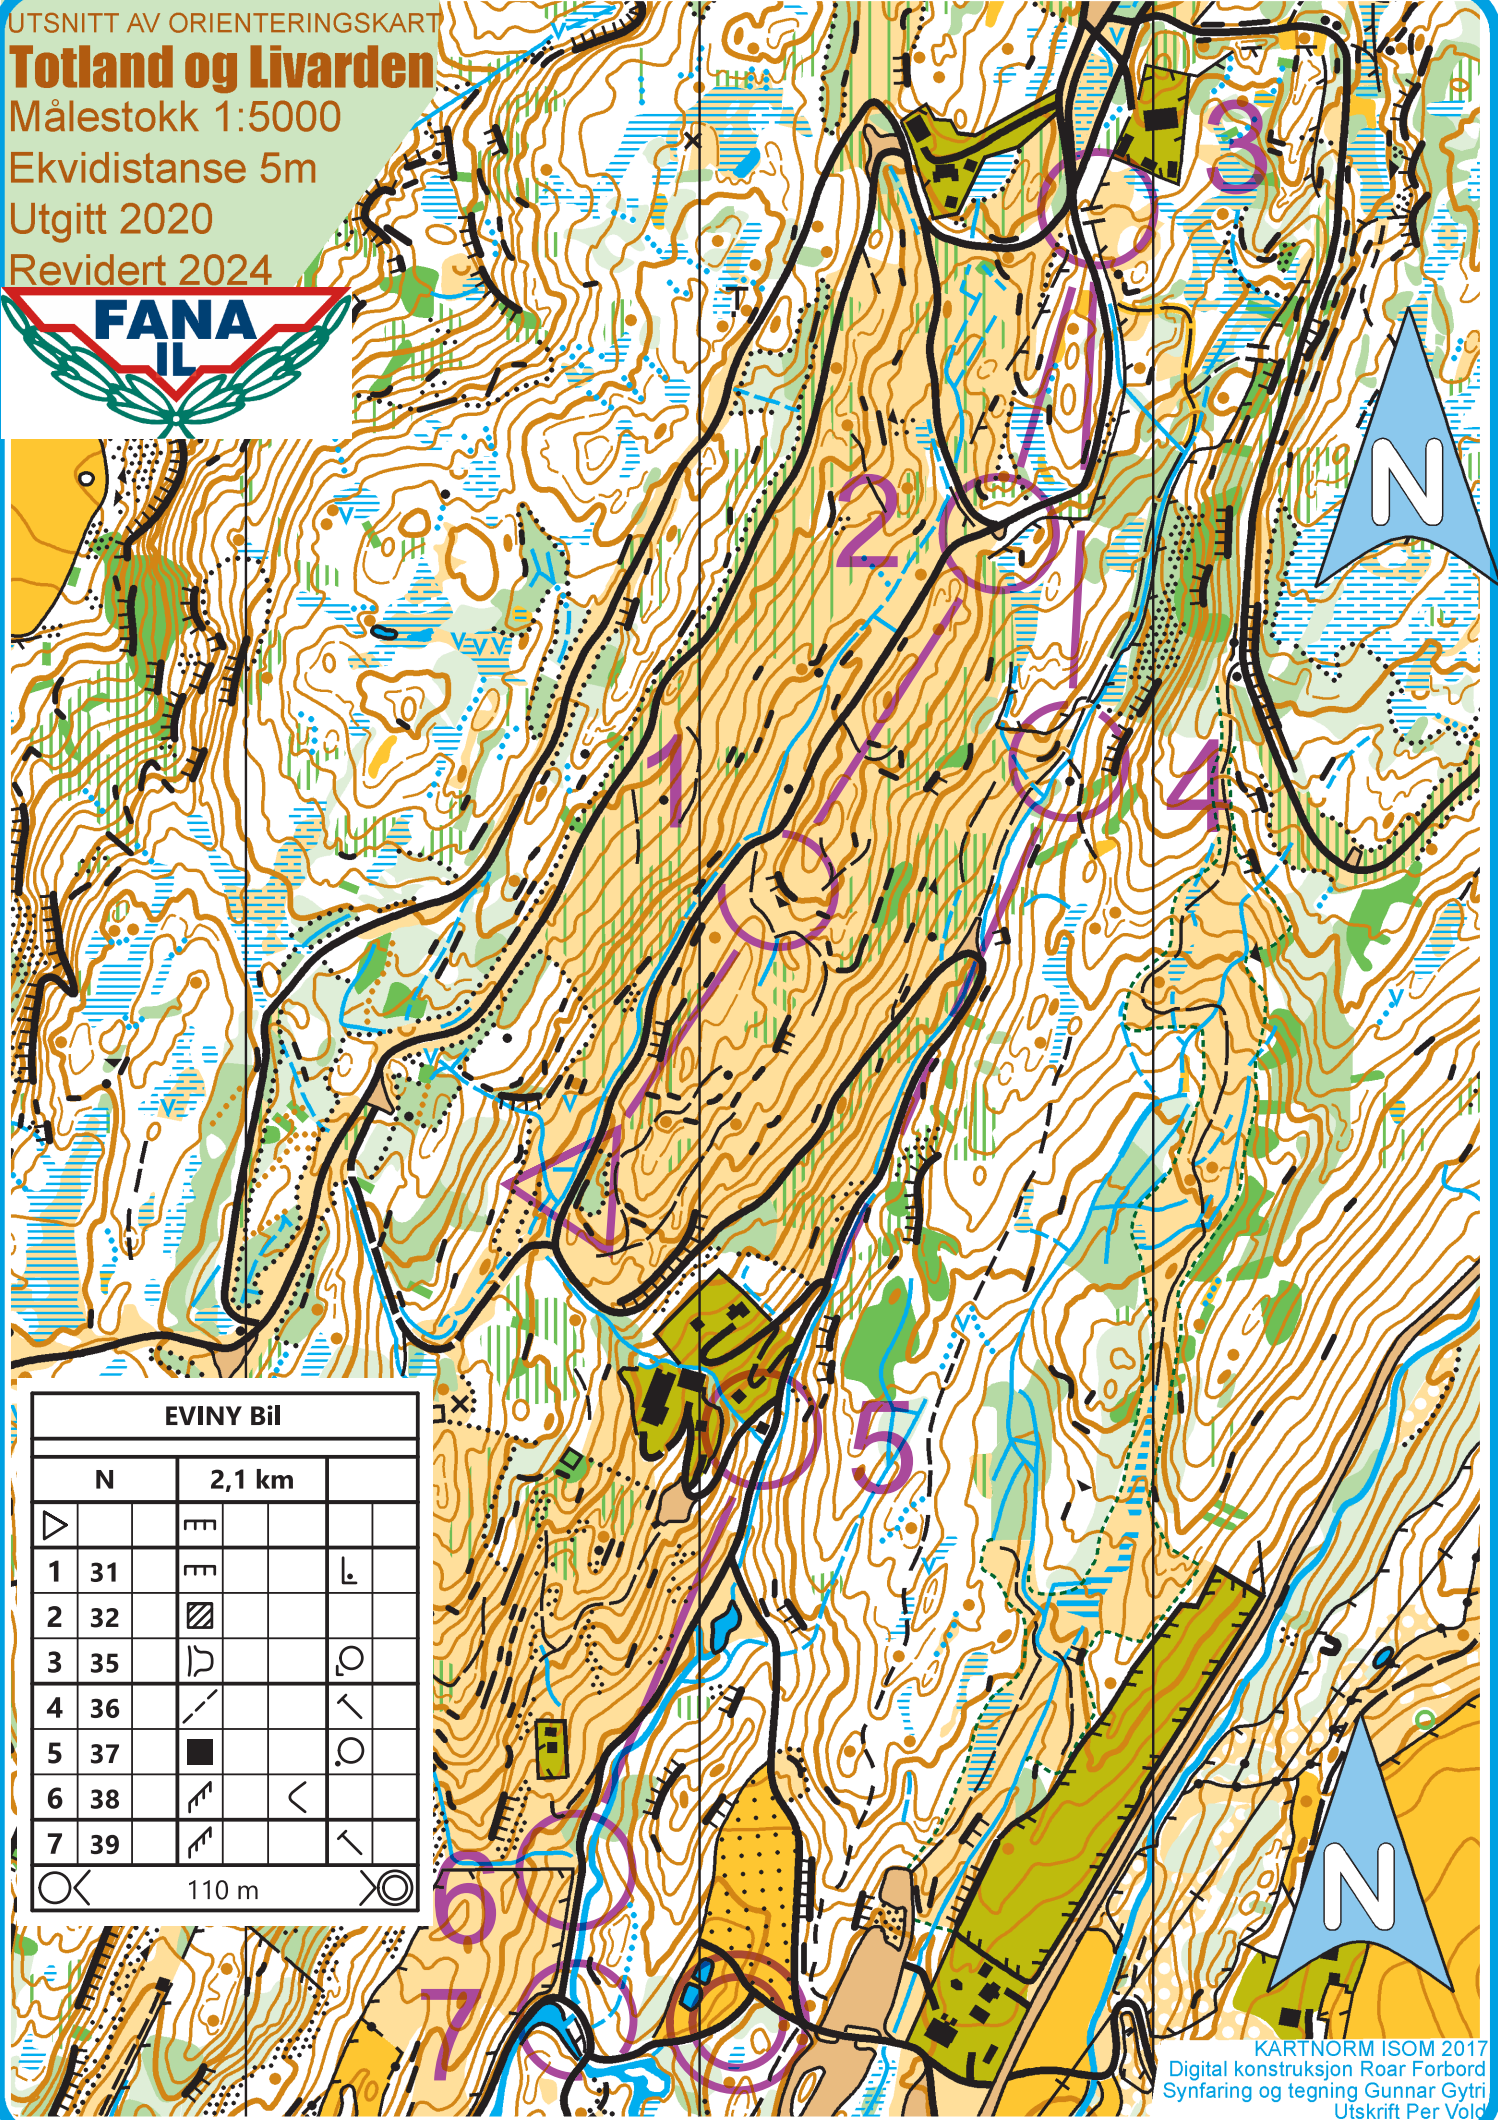 UTSNITT AV ORIENTERINGSKART
Totland og Livarden
Målestokk 1:5000
Ekvidistanse 5m
Utgitt 2020
Revidert 2024
FANA
IL
3
N
2
1
4
5
EVINY Bil
N 2,1 km
1 31
2 32
3 35
4 36
5 37
6 38
7 39
110 m
6
7
N
KARTNORM ISOM 2017
Digital konstruksjon Roar Forbord
Synfaring og tegning Gunnar Gytri
Utskrift Per Vold